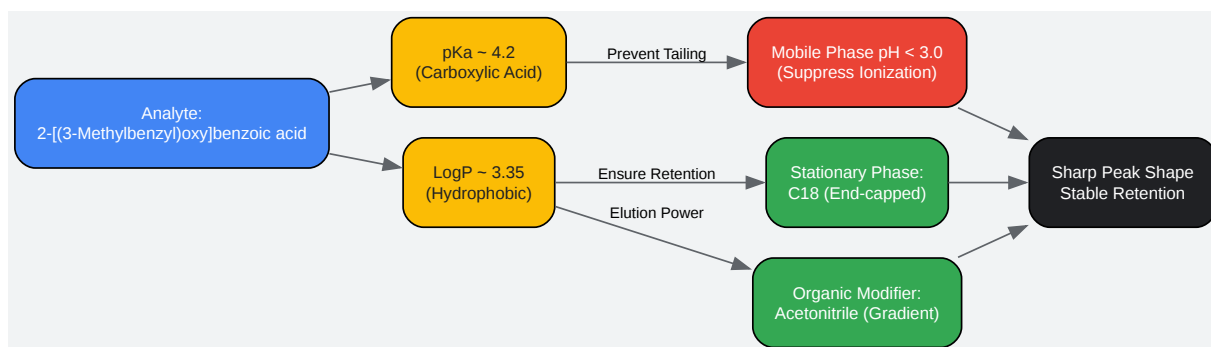 Analyte:
2-[(3-Methylbenzyl)oxy]benzoic acid
pKa ~ 4.2
(Carboxylic Acid)
Prevent Tailing
Mobile Phase pH < 3.0
(Suppress Ionization)
LogP ~ 3.35
(Hydrophobic)
Ensure Retention
Elution Power
Stationary Phase:
C18 (End-capped)
Organic Modifier:
Acetonitrile (Gradient)
Sharp Peak Shape
Stable Retention